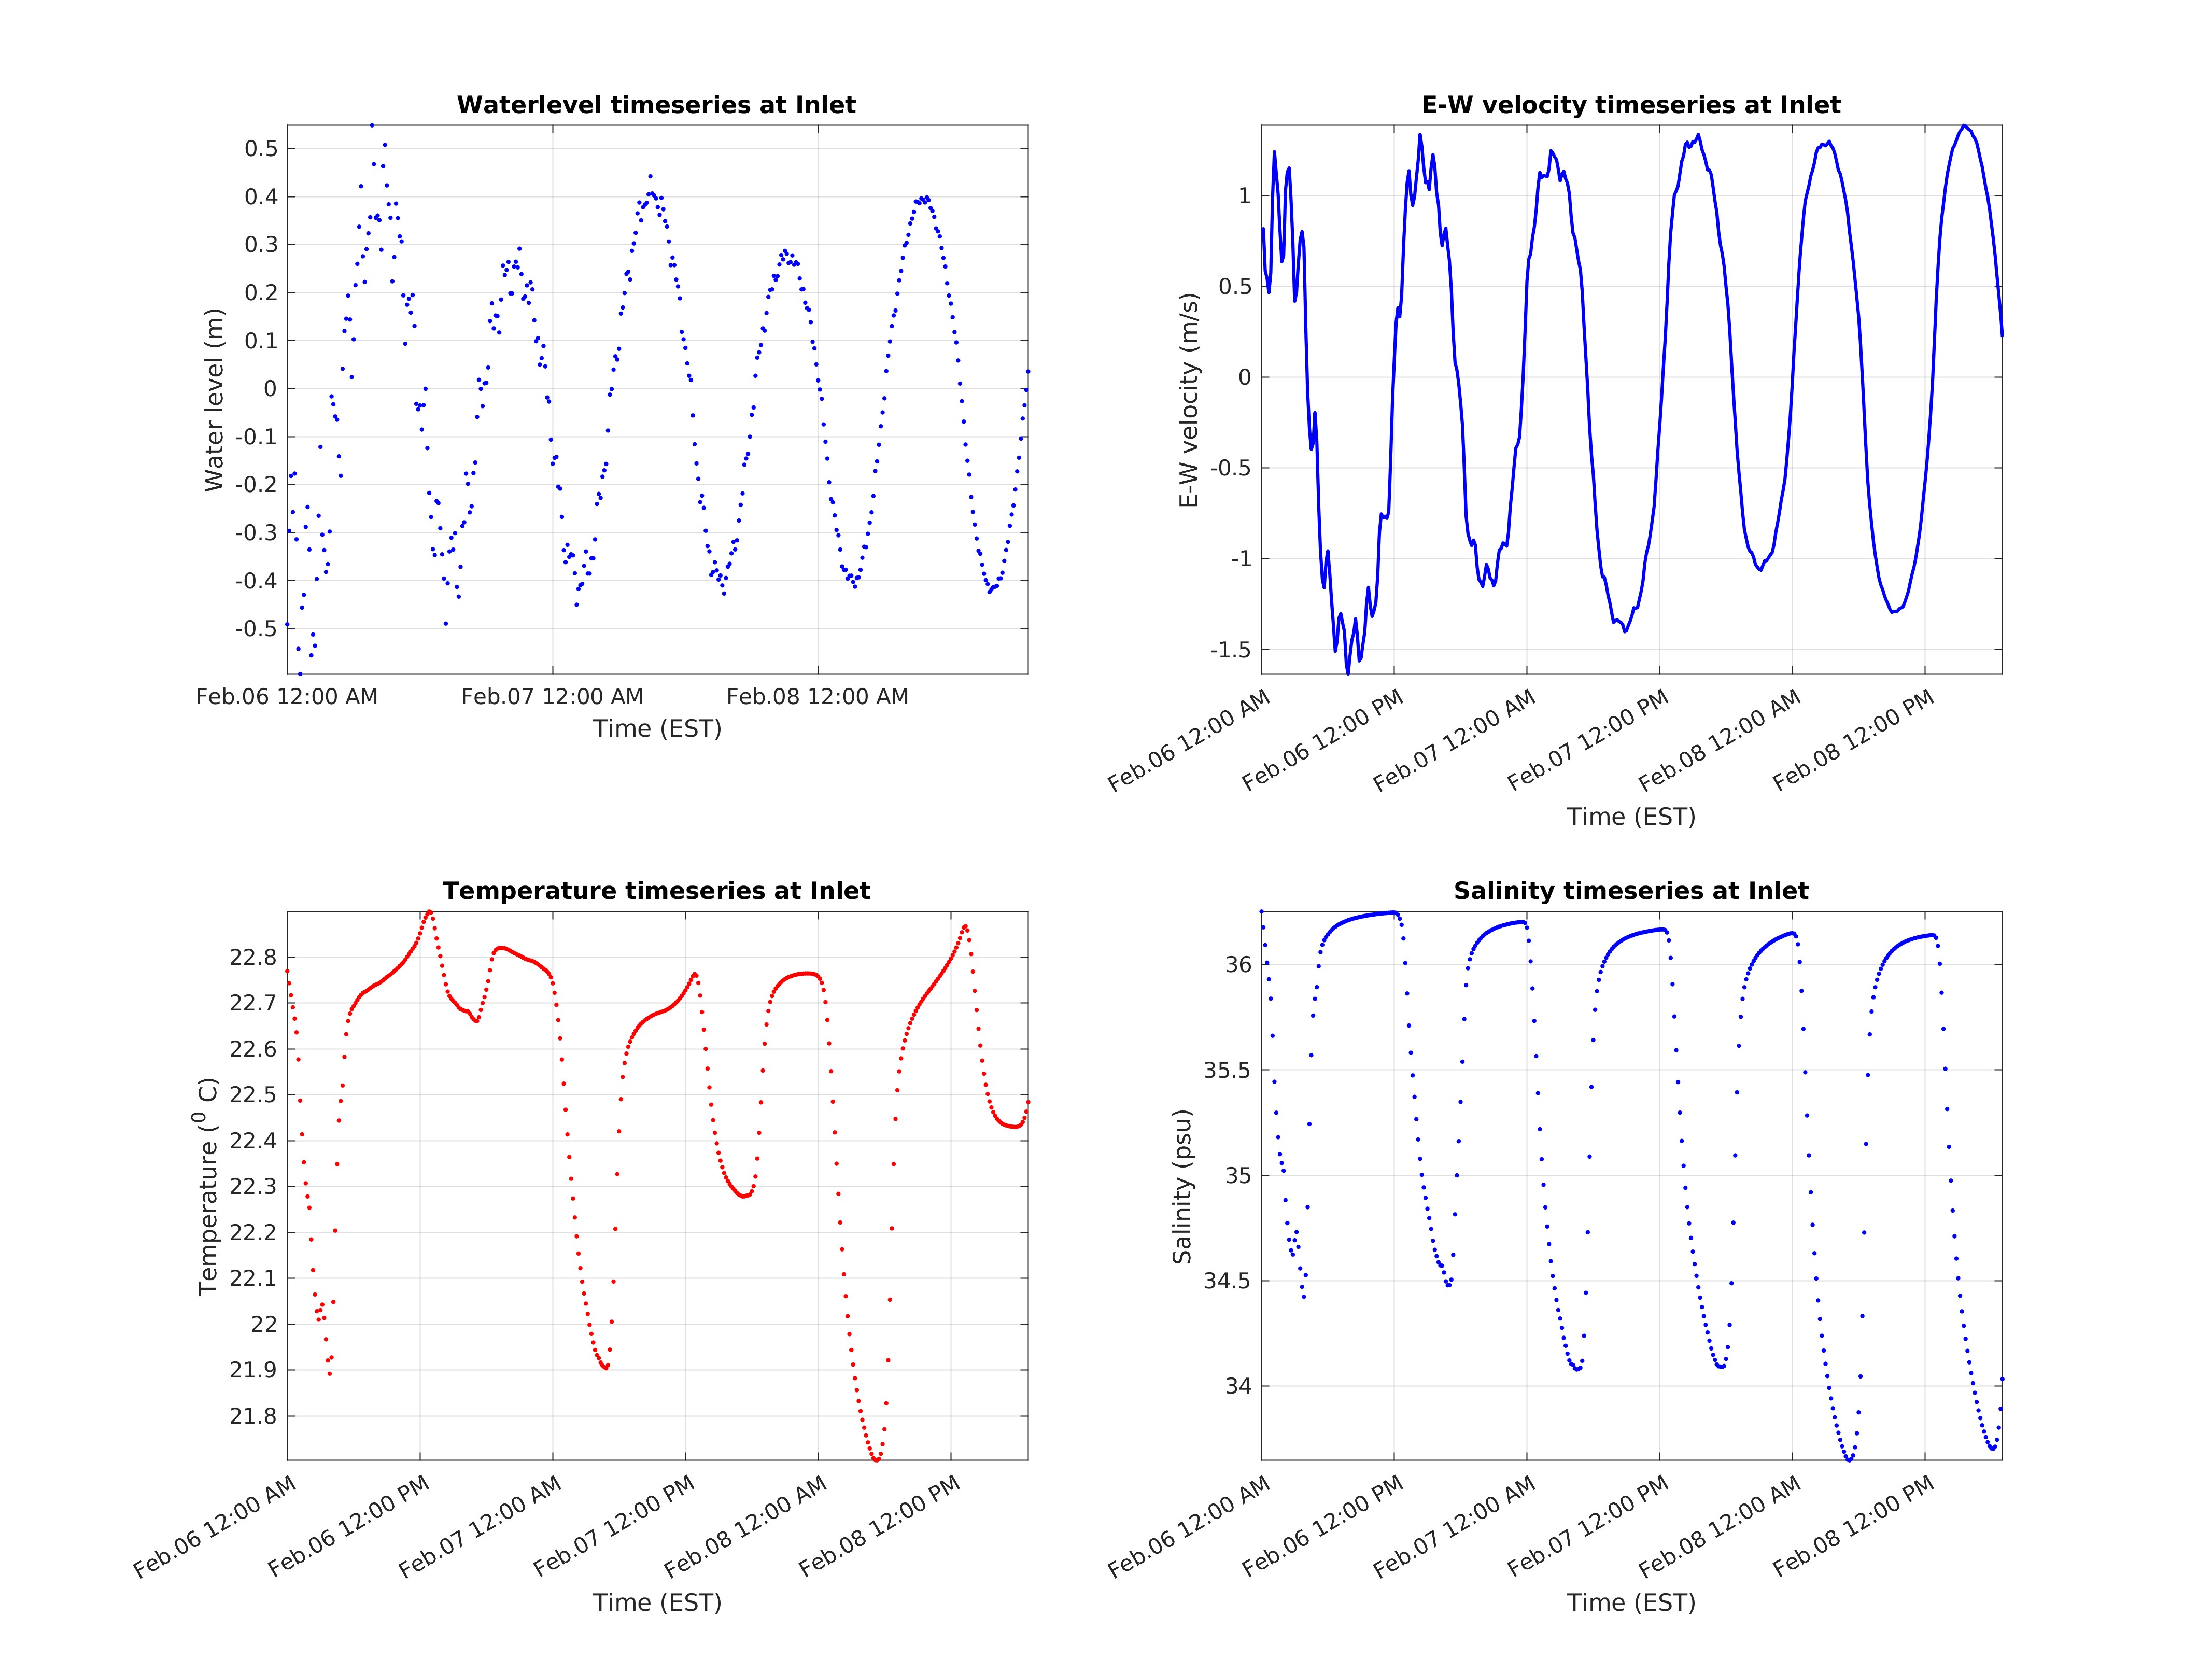 Waterlevel timeseries at Inlet
0.5
0.4
0.3
0.2
0.1
0
-0.1
-0.2
-0.3
-0.4
-0.5
Water level (m)
Feb.06 12:00 AM
Feb.07 12:00 AM
Feb.08 12:00 AM
Time (EST)
E-W velocity timeseries at Inlet
1
0.5
0
-0.5
-1
-1.5
E-W velocity (m/s)
Feb.06 12:00 AM
Feb.06 12:00 PM
Feb.07 12:00 AM
Feb.07 12:00 PM
Feb.08 12:00 AM
Feb.08 12:00 PM
Time (EST)
Temperature timeseries at Inlet
22.8
22.7
22.6
22.5
22.4
22.3
22.2
22.1
22
21.9
21.8
Temperature (⁰ C)
Feb.06 12:00 AM
Feb.06 12:00 PM
Feb.07 12:00 AM
Feb.07 12:00 PM
Feb.08 12:00 AM
Feb.08 12:00 PM
Time (EST)
Salinity timeseries at Inlet
36
35.5
35
34.5
34
Salinity (psu)
Feb.06 12:00 AM
Feb.06 12:00 PM
Feb.07 12:00 AM
Feb.07 12:00 PM
Feb.08 12:00 AM
Feb.08 12:00 PM
Time (EST)